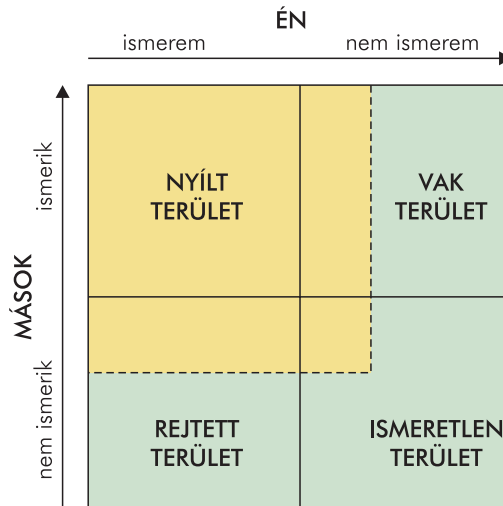 ÉN
ismerem
nem ismerem
MÁSOK
ismerik
nem ismerik
NYÍLT
TERÜLET
VAK
TERÜLET
REJTETT
TERÜLET
ISMERETLEN
TERÜLET